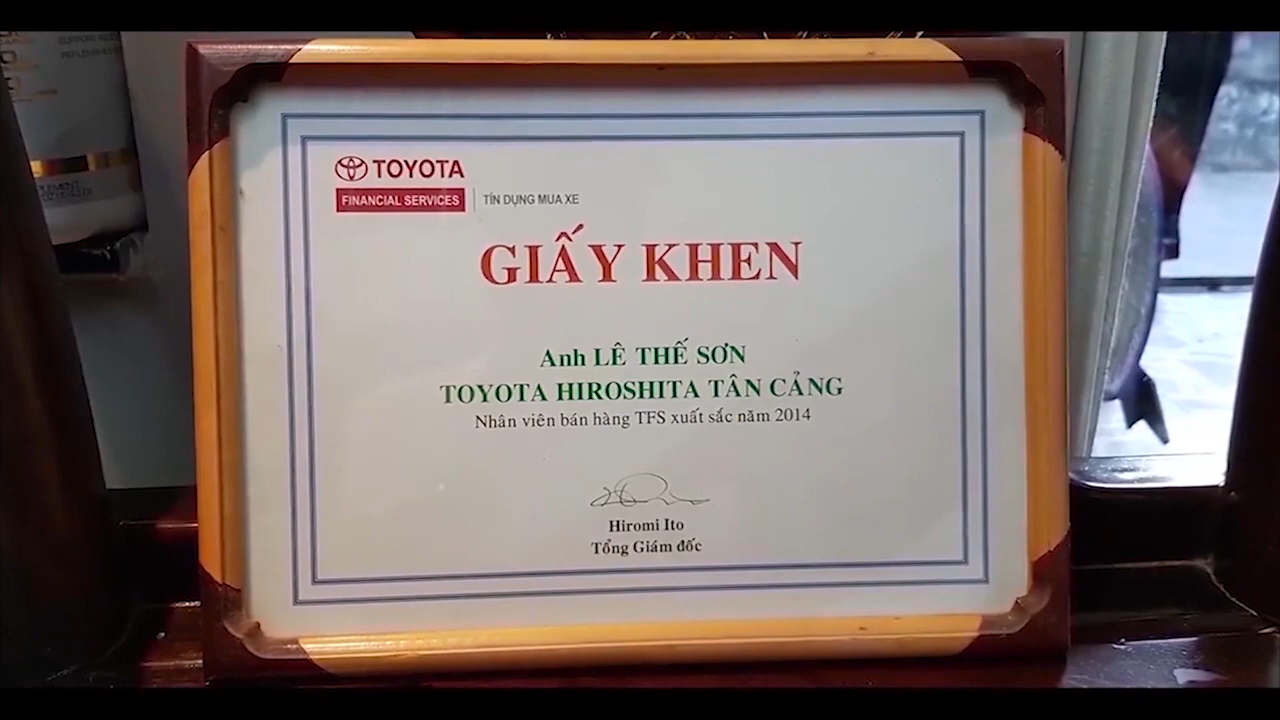 TOYOTA
FINANCIAL SERVICES
TÍN DỤNG MUA XE
GIẤY KHEN
Anh LÊ THẾ SƠN
TOYOTA HIROSHITA TÂN CẢNG
Nhân viên bán hàng TFS xuất sắc năm 2014
Hiromi Ito
Tổng Giám đốc